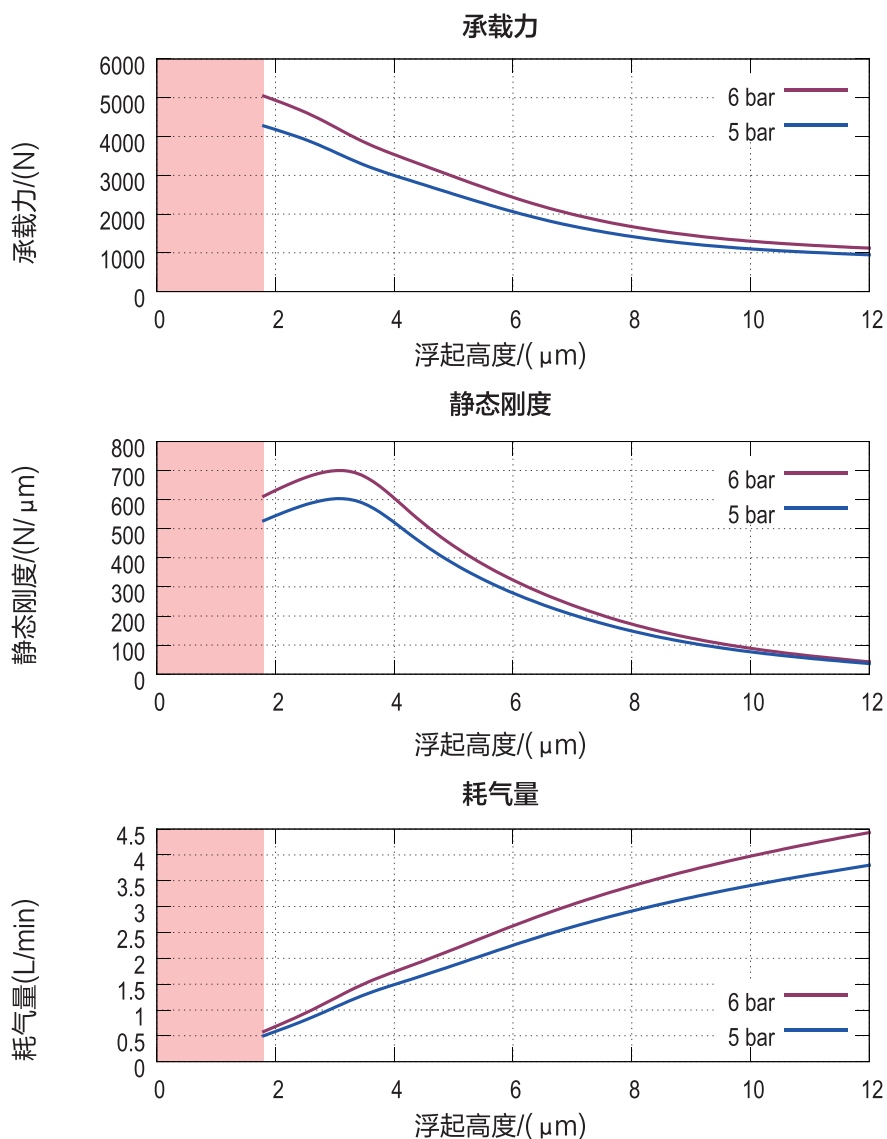 承载力
6000
5000
4000
3000
2000
1000
0
承载力/(N)
6 bar
5 bar
0 2 4 6 8 10 12
浮起高度/( μm)
静态刚度
800
700
600
500
400
300
200
100
0
静态刚度/(N/ μm)
6 bar
5 bar
0 2 4 6 8 10 12
浮起高度/( μm)
耗气量
4.5
4
3.5
3
2.5
2
1.5
1
0.5
0
耗气量(L/min)
6 bar
5 bar
0 2 4 6 8 10 12
浮起高度/( μm)